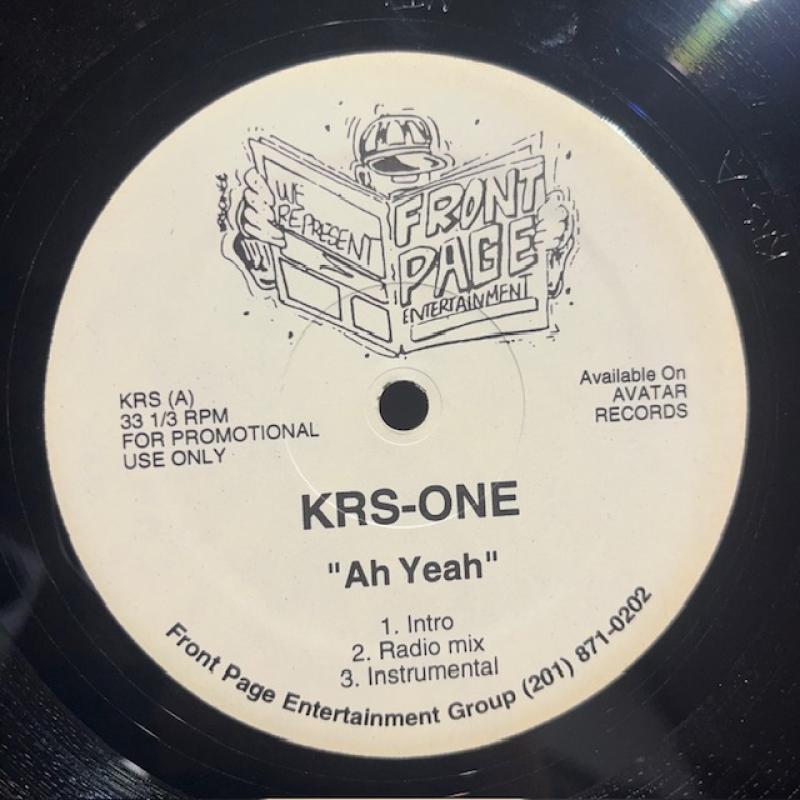 WE
REPRESENT
FRONT
PAGE
ENTERTAINMENT
KRS (A)
33 1/3 RPM
FOR PROMOTIONAL
USE ONLY
Available On
AVATAR
RECORDS
KRS-ONE
"Ah Yeah"
1. Intro
2. Radio mix
3. Instrumental
Front Page Entertainment Group (201) 871-0202